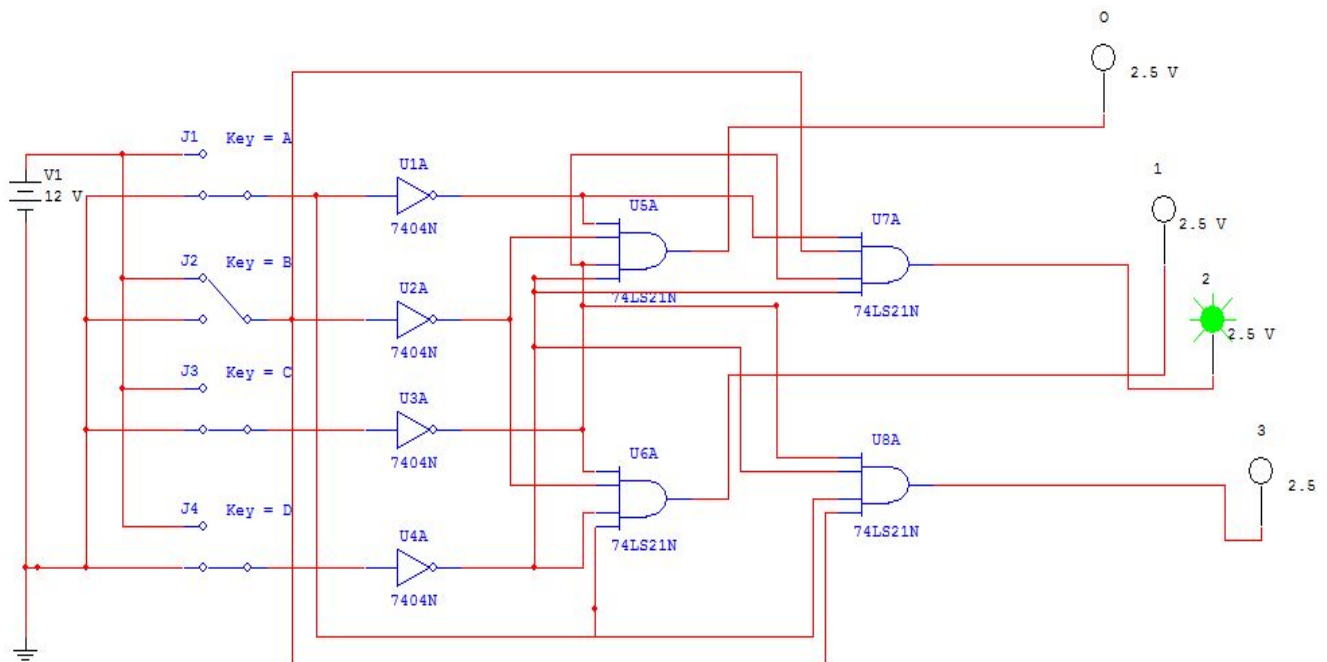 0
2.5 V
J1 Key = A
V1
12 V
U1A
7404N
1
2.5 V
U5A
74LS21N
U7A
74LS21N
J2 Key = B
U2A
7404N
2
2.5 V
J3 Key = C
U3A
7404N
U6A
74LS21N
U8A
74LS21N
3
2.5
J4 Key = D
U4A
7404N